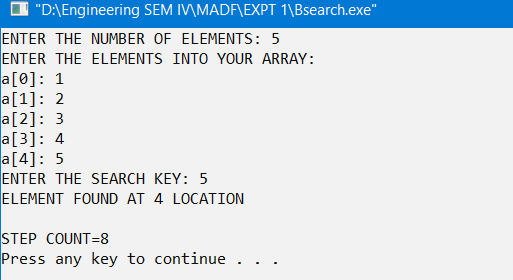 "D:\Engineering SEM IV\MADF\EXPT 1\Bsearch.exe"
ENTER THE NUMBER OF ELEMENTS: 5
ENTER THE ELEMENTS INTO YOUR ARRAY:
a[0]: 1
a[1]: 2
a[2]: 3
a[3]: 4
a[4]: 5
ENTER THE SEARCH KEY: 5
ELEMENT FOUND AT 4 LOCATION
STEP COUNT=8
Press any key to continue . . .